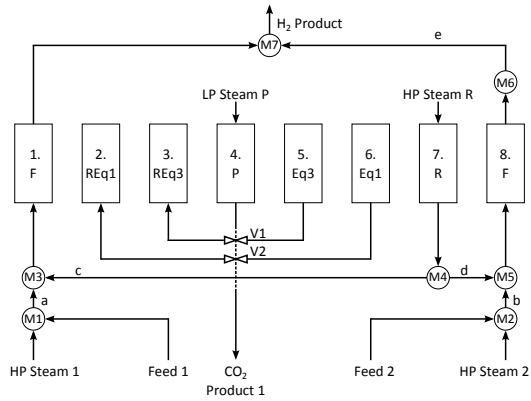 H2 Product
M7
e
M6
LP Steam P
HP Steam R
1.
F
2.
REq1
3.
REq3
4.
P
5.
Eq3
6.
Eq1
7.
R
8.
F
V1
V2
M3
c
M4
d
M5
a
b
M1
M2
HP Steam 1
Feed 1
CO2
Product 1
Feed 2
HP Steam 2